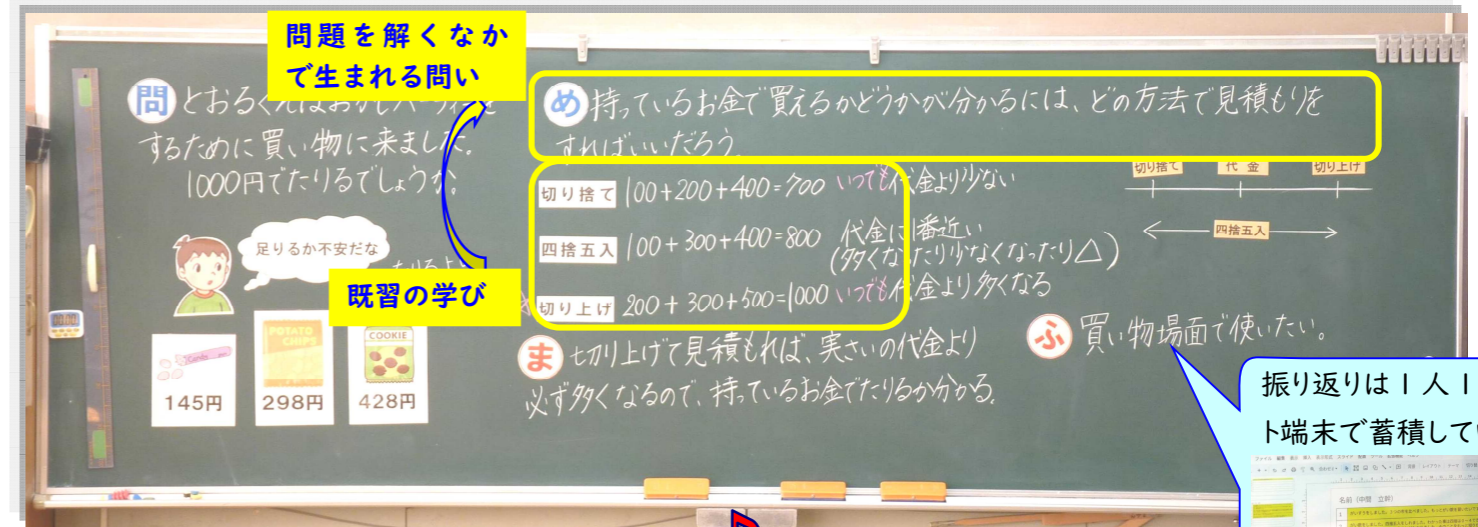 問題を解くなか
で生まれる問い
問 とおるくんはおかしパーティーを
するために買い物に来ました。
1000円でたりるでしょうか。
足りるか不安だな
既習の学び
POTATO
CHIPS
COOKIE
145円
298円
428円
め 持っているお金で買えるかどうかが分かるには、どの方法で見積もりを
すればいいだろう。
切り捨て 100+200+400=700 いつでも代金より少ない
四捨五入 100+300+400=800 代金に1番近い
(多くなったり少なくなったり△)
切り上げ 200+300+500=1000 いつでも代金より多くなる
ま 切り上げて見積もれば、実さいの代金より
必ず多くなるので、持っているお金でたりるか分かる。
切り捨て 代金 切り上げ
四捨五入
ふ 買い物場面で使いたい。
振り返りは1人1
ト端末で蓄積して